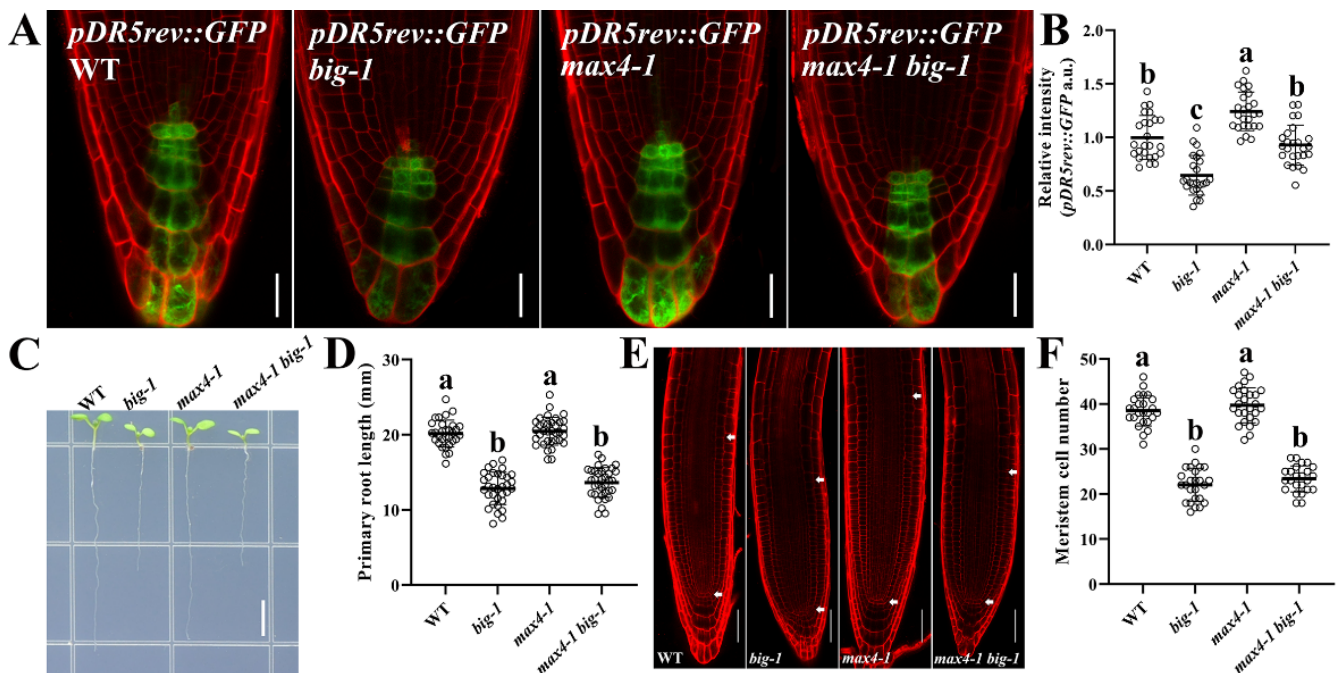 A
pDR5rev::GFP
WT
pDR5rev::GFP
big-1
pDR5rev::GFP
max4-1
pDR5rev::GFP
max4-1 big-1
B
Relative intensity
(pDR5rev::GFP a.u.)
2.0
1.5
1.0
0.5
0.0
b
c
a
b
WT
big-1
max4-1
max4-1 big-1
C
WT
big-1
max4-1
max4-1 big-1
D
Primary root length (mm)
30
20
10
0
a
b
a
b
WT
big-1
max4-1
max4-1 big-1
E
WT
big-1
max4-1
max4-1 big-1
F
Meristem cell number
50
40
30
20
10
0
a
b
a
b
WT
big-1
max4-1
max4-1 big-1